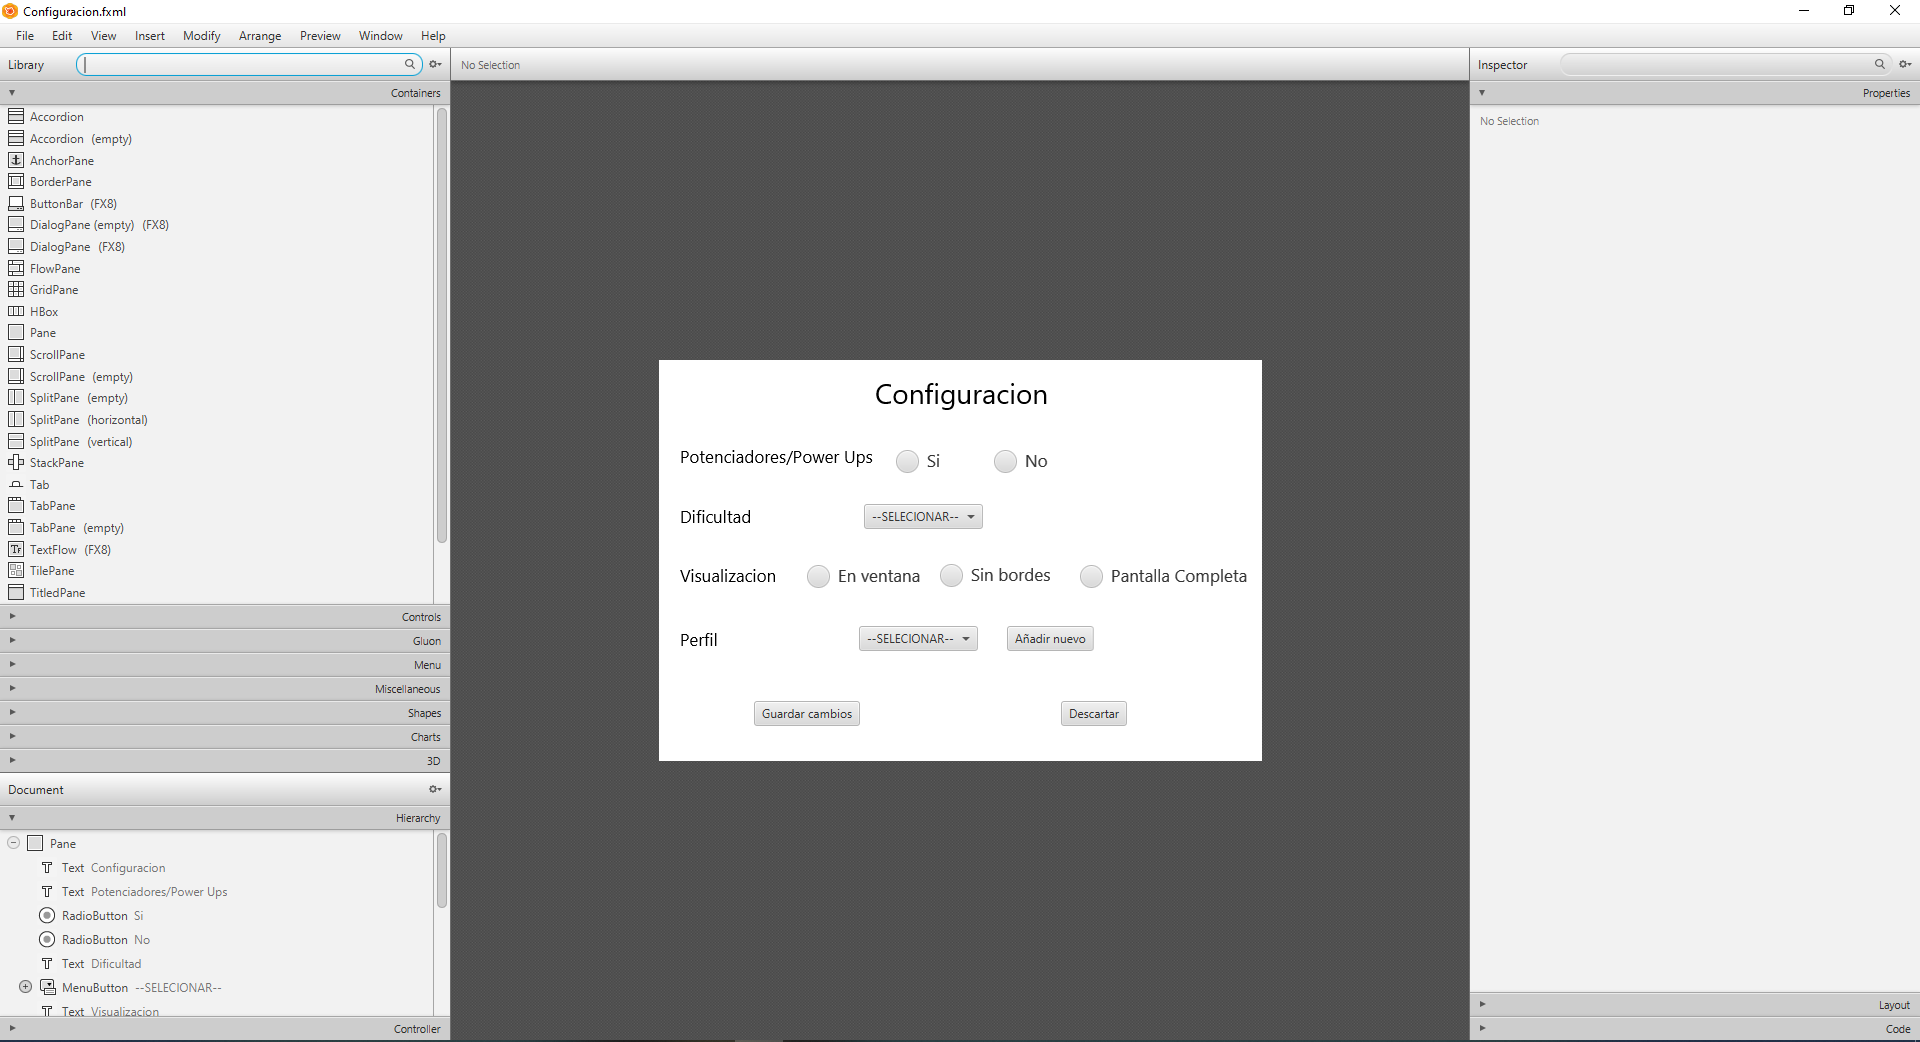 Configuracion.fxml
File Edit View Insert Modify Arrange Preview Window Help
Library
No Selection
Inspector
Containers
Properties
Accordion
Accordion (empty)
AnchorPane
BorderPane
ButtonBar (FX8)
DialogPane (empty) (FX8)
DialogPane (FX8)
FlowPane
GridPane
HBox
Pane
ScrollPane
ScrollPane (empty)
SplitPane (empty)
SplitPane (horizontal)
SplitPane (vertical)
StackPane
Tab
TabPane
TabPane (empty)
TextFlow (FX8)
TilePane
TitledPane
Controls
Gluon
Menu
Miscellaneous
Shapes
Charts
3D
Document
Hierarchy
Pane
Text Configuracion
Text Potenciadores/Power Ups
RadioButton Si
RadioButton No
Text Dificultad
MenuButton --SELECIONAR--
Text Visualizacion
Controller
Configuracion
Potenciadores/Power Ups Si No
Dificultad --SELECIONAR--
Visualizacion En ventana Sin bordes Pantalla Completa
Perfil --SELECIONAR-- Añadir nuevo
Guardar cambios Descartar
No Selection
Layout
Code